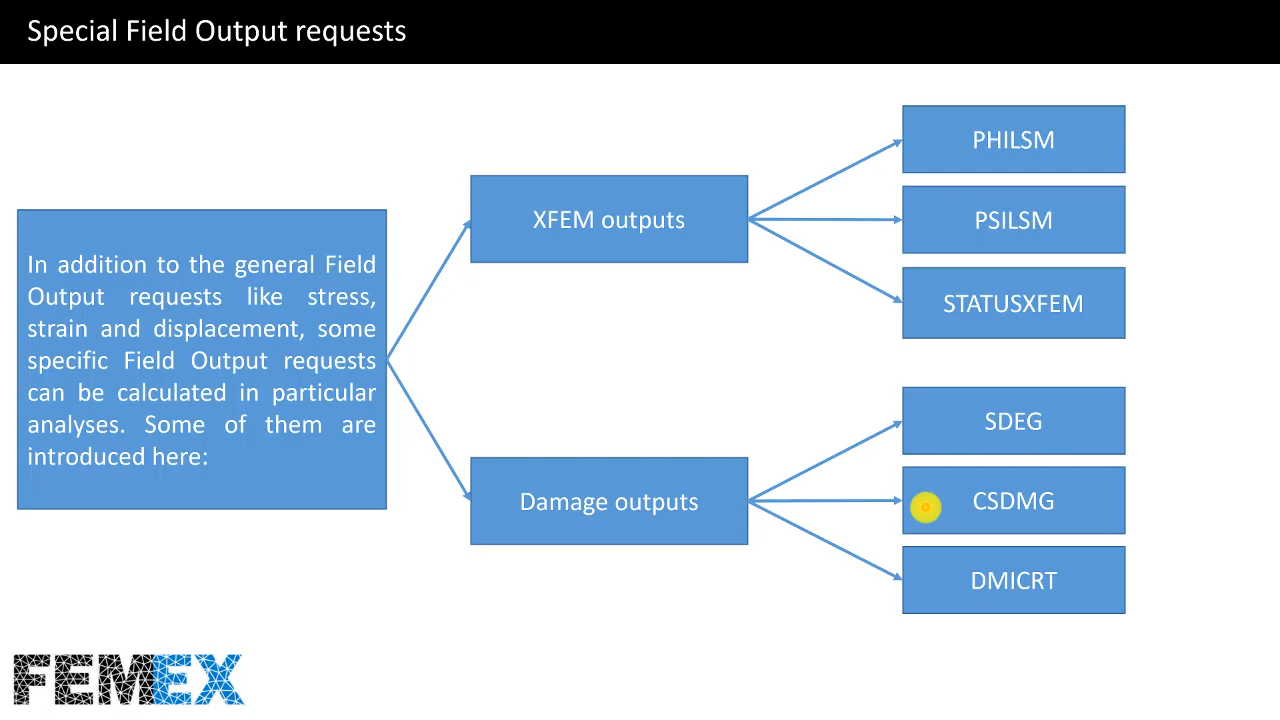 Special Field Output requests
In addition to the general Field
Output requests like stress,
strain and displacement, some
specific Field Output requests
can be calculated in particular
analyses. Some of them are
introduced here:
XFEM outputs
PHILSM
PSILSM
STATUSXFEM
Damage outputs
SDEG
CSDMG
DMICRT
FEMEX